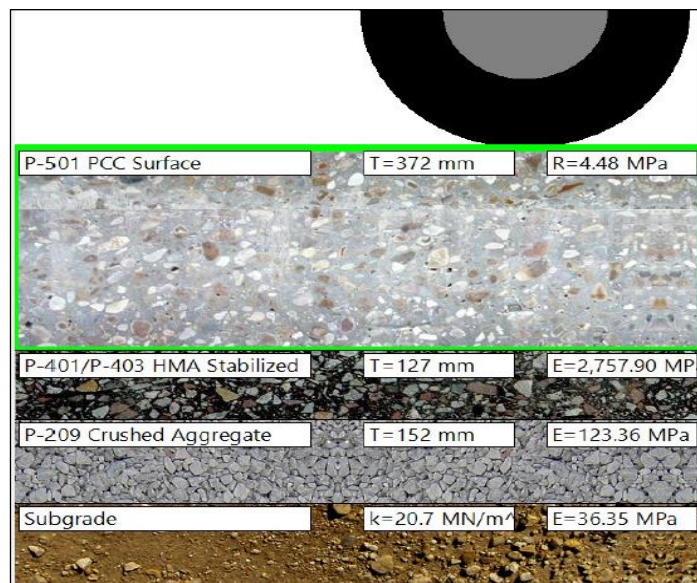 P-501 PCC Surface T=372 mm R=4.48 MPa
P-401/P-403 HMA Stabilized T=127 mm E=2,757.90 MP
P-209 Crushed Aggregate T=152 mm E=123.36 MPa
Subgrade k=20.7 MN/m^ E=36.35 MPa